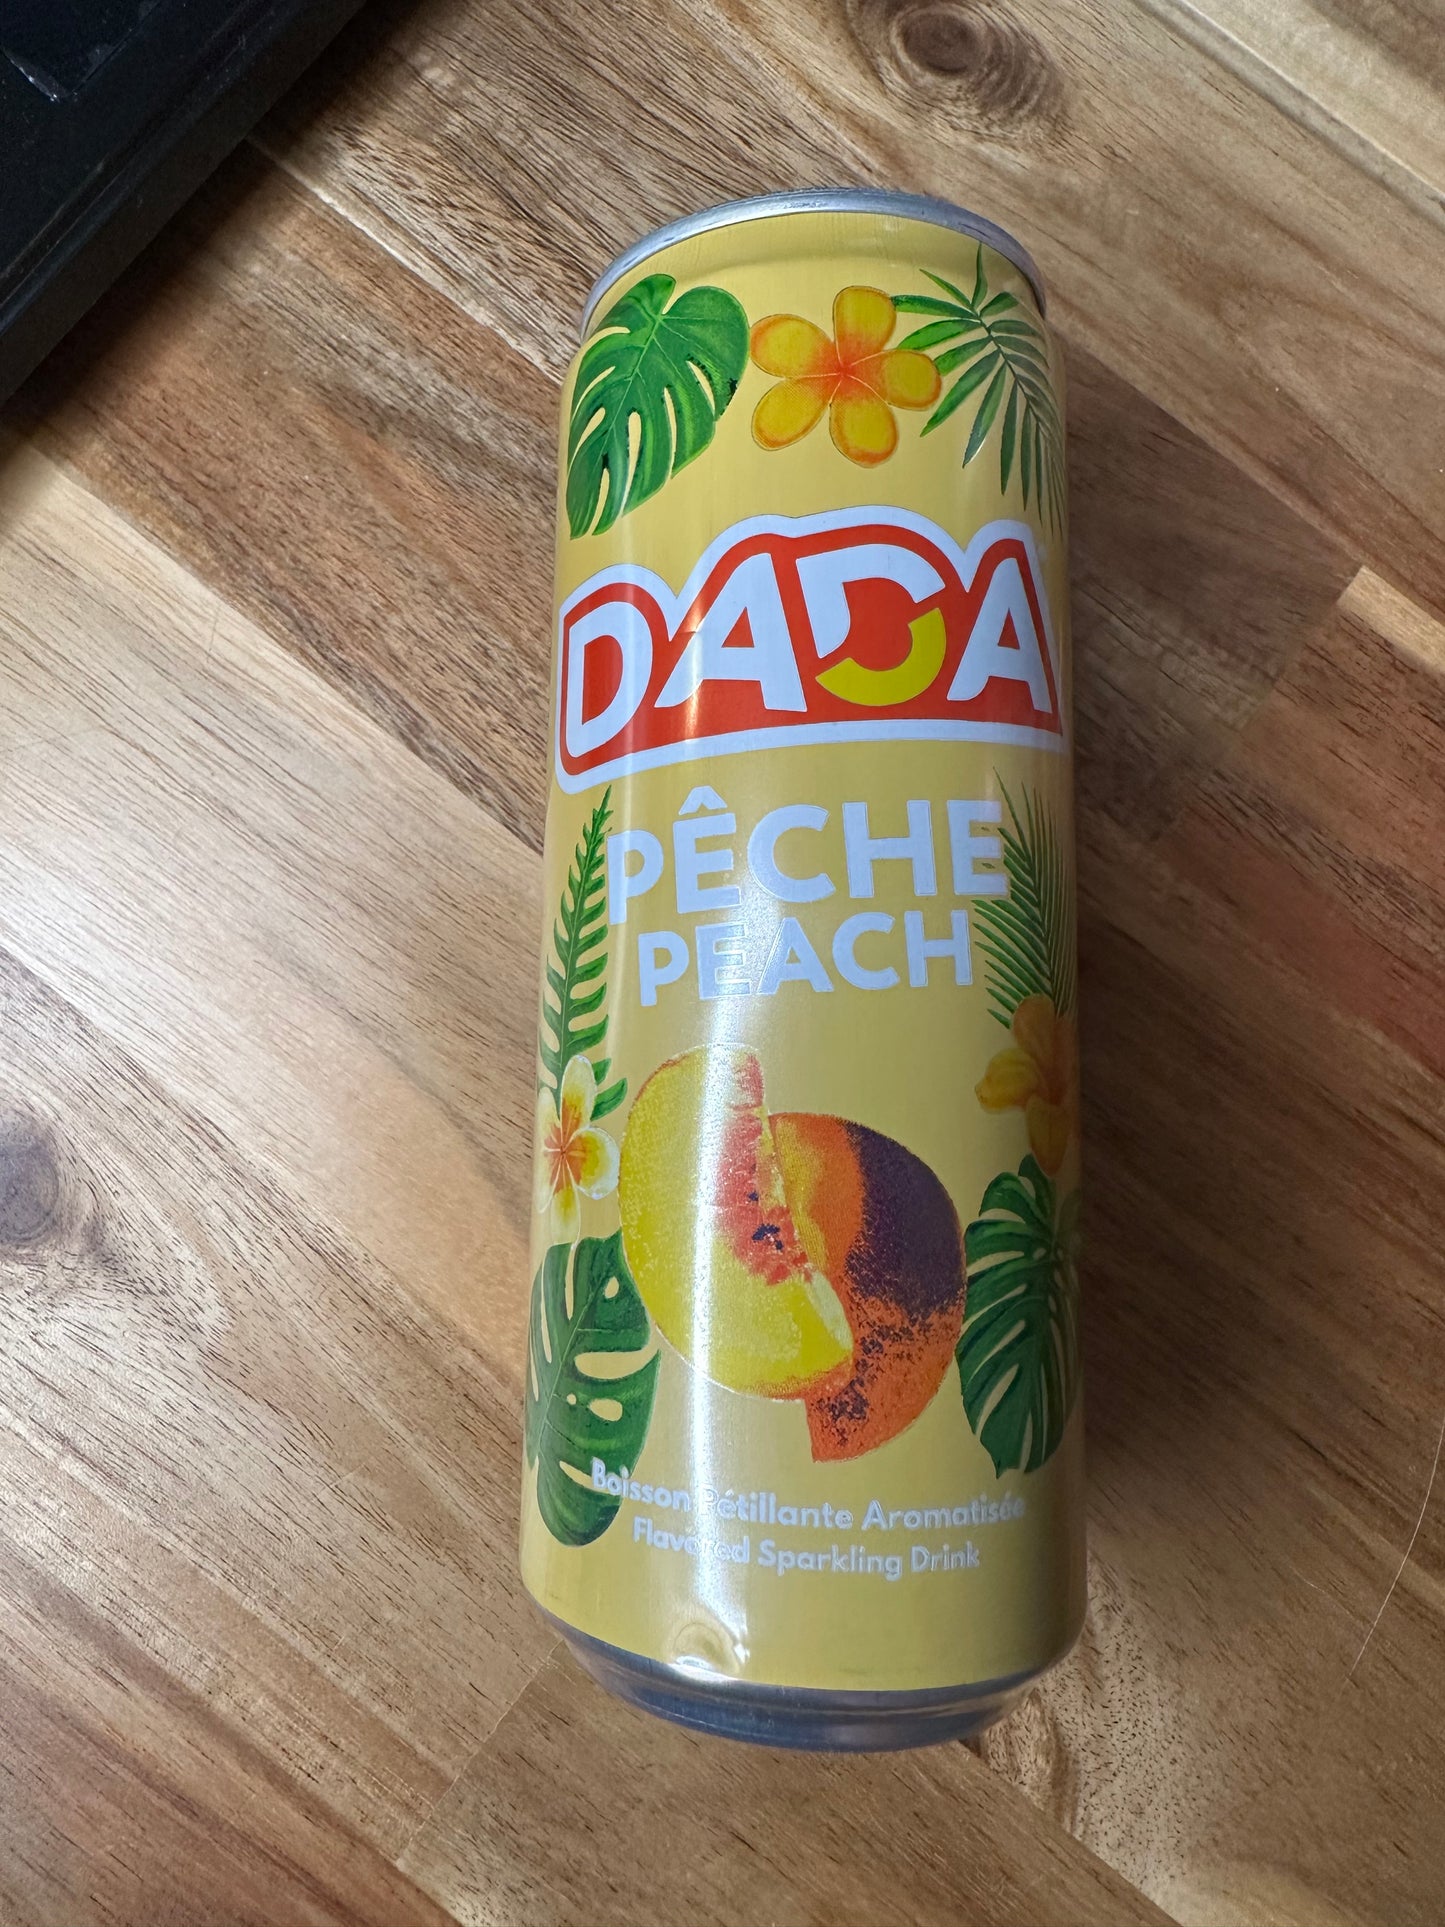 DADA
PÊCHE
PEACH
Boisson Pétillante Aromatisée
Flavored Sparkling Drink